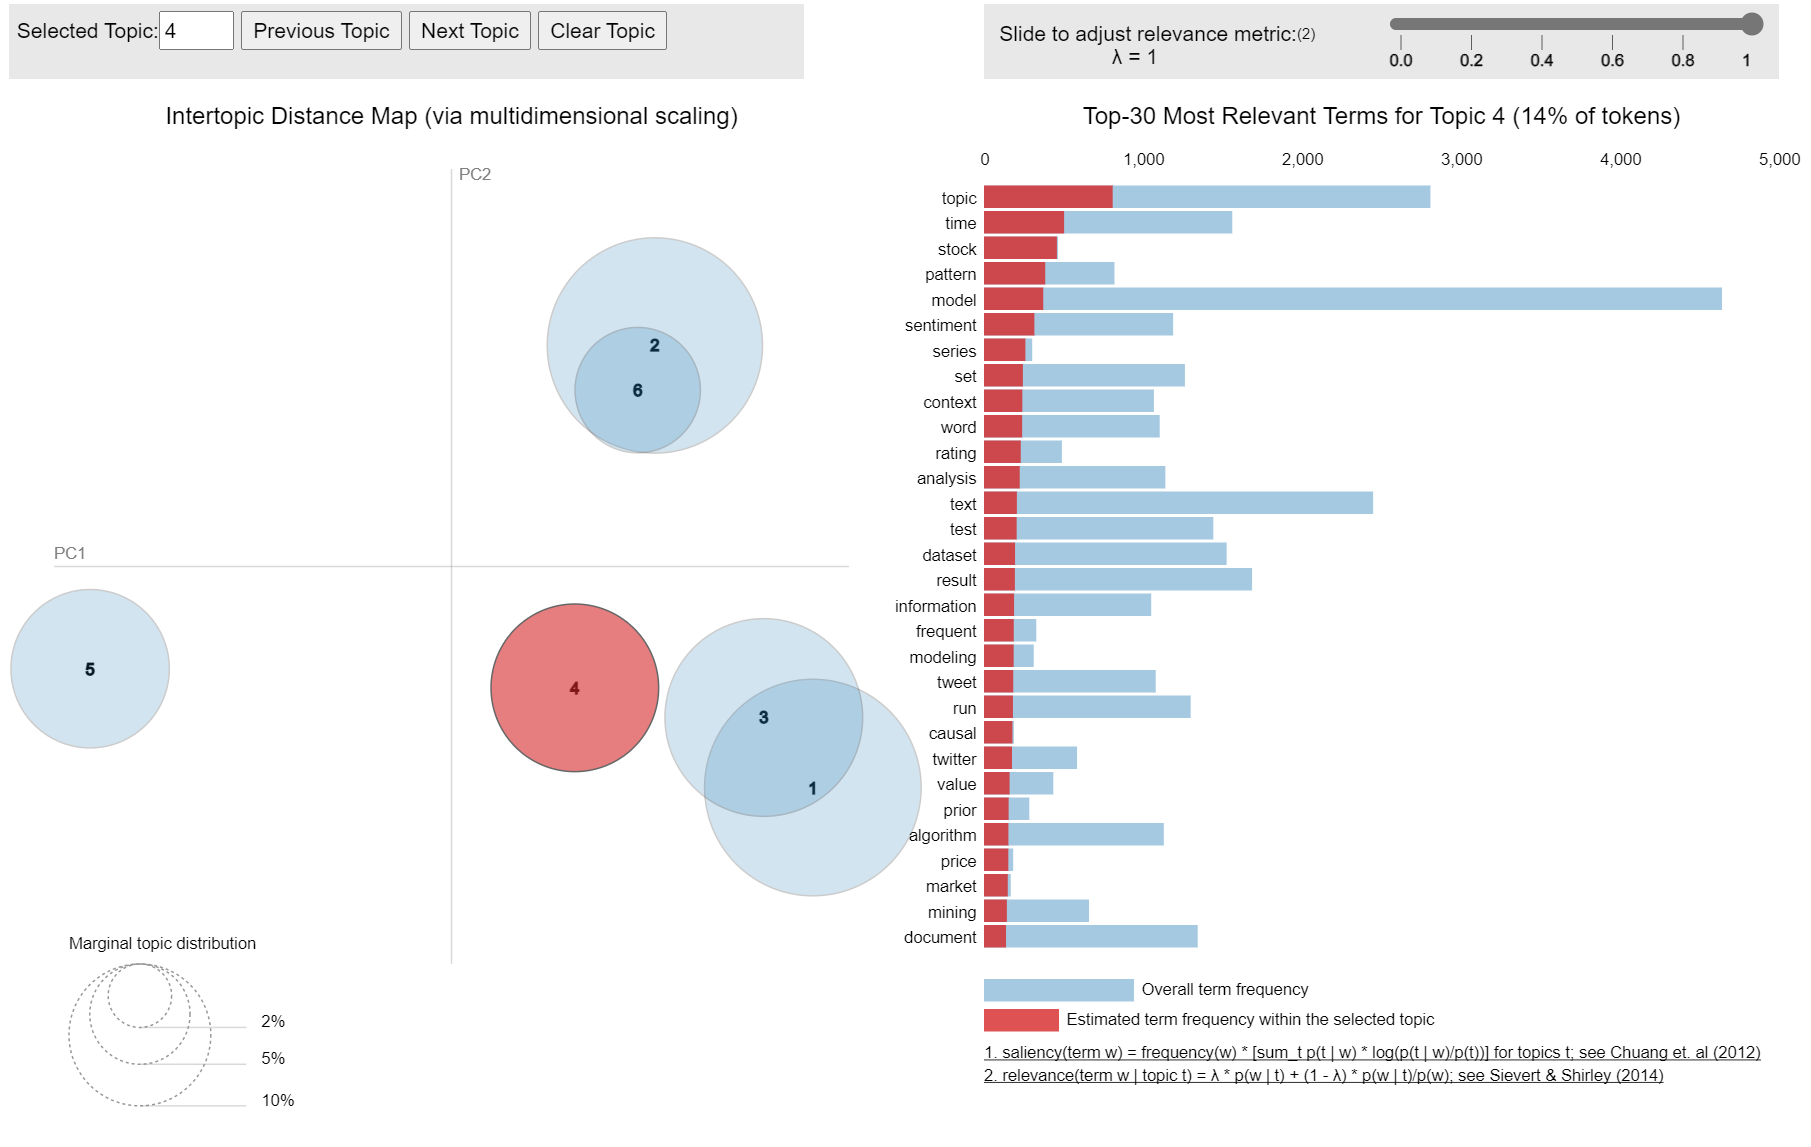 Selected Topic: 4 Previous Topic Next Topic Clear Topic
Slide to adjust relevance metric:(2)
λ = 1
0.0 0.2 0.4 0.6 0.8 1
Intertopic Distance Map (via multidimensional scaling)
PC2
PC1
2
6
5
4
3
1
Marginal topic distribution
2%
5%
10%
Top-30 Most Relevant Terms for Topic 4 (14% of tokens)
0 1,000 2,000 3,000 4,000 5,000
topic
time
stock
pattern
model
sentiment
series
set
context
word
rating
analysis
text
test
dataset
result
information
frequent
modeling
tweet
run
causal
twitter
value
prior
algorithm
price
market
mining
document
Overall term frequency
Estimated term frequency within the selected topic
1. saliency(term w) = frequency(w) * [sum_t p(t | w) * log(p(t | w)/p(t))] for topics t; see Chuang et. al (2012)
2. relevance(term w | topic t) = λ * p(w | t) + (1 - λ) * p(w | t)/p(w); see Sievert & Shirley (2014)